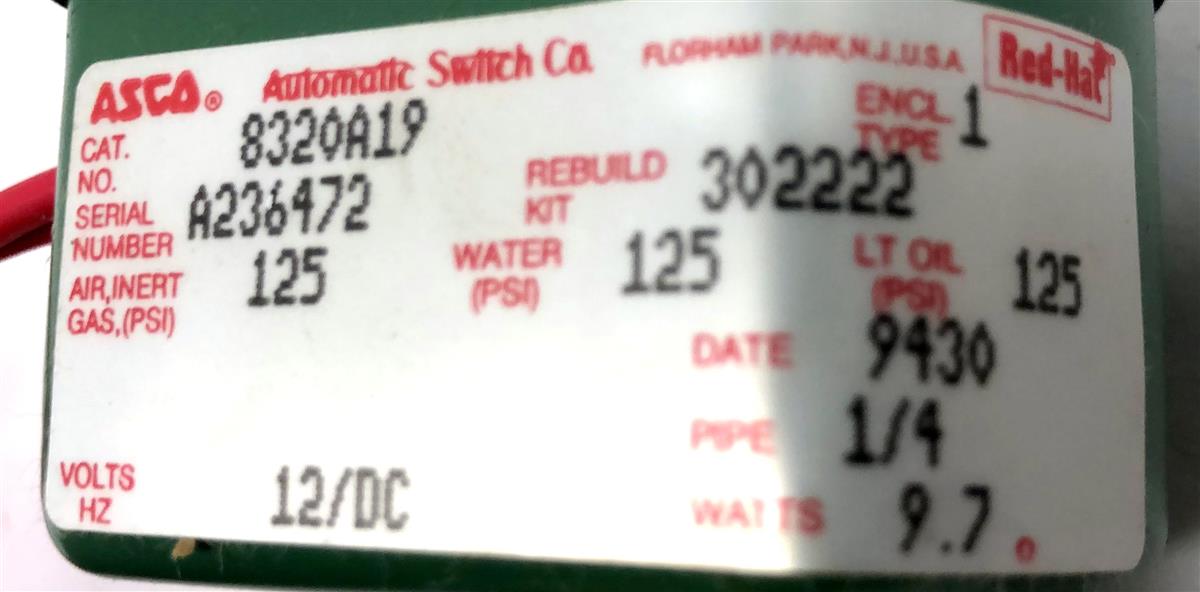 ASCO® Automatic Switch Co. FLORHAM PARK, N.J., U.S.A. Red-Hat
CAT. NO. 8320A19 ENCL TYPE 1
SERIAL NUMBER A236472 REBUILD KIT 302222
AIR, INERT GAS, (PSI) 125 WATER (PSI) 125 LT OIL (PSI) 125
DATE 9430
PIPE 1/4
VOLTS HZ 12/DC WATTS 9.7